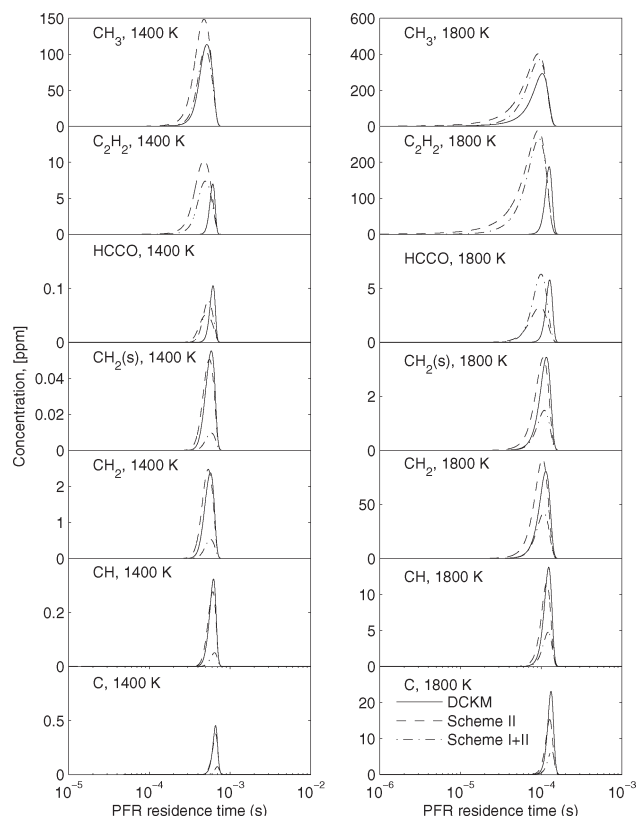 CH3, 1400 K
150
100
50
0
CH3, 1800 K
600
400
200
0
C2H2, 1400 K
10
5
0
C2H2, 1800 K
200
100
0
HCCO, 1400 K
0.1
0
HCCO, 1800 K
5
0
CH2(s), 1400 K
0.04
0.02
0
CH2(s), 1800 K
2
0
CH2, 1400 K
2
1
0
CH2, 1800 K
50
0
CH, 1400 K
0.2
0
CH, 1800 K
10
5
0
C, 1400 K
0.5
0
C, 1800 K
20
10
0
DCKM
Scheme II
Scheme I+II
Concentration, [ppm]
10−5 10−4 10−3 10−2
PFR residence time (s)
10−6 10−5 10−4 10−3
PFR residence time (s)